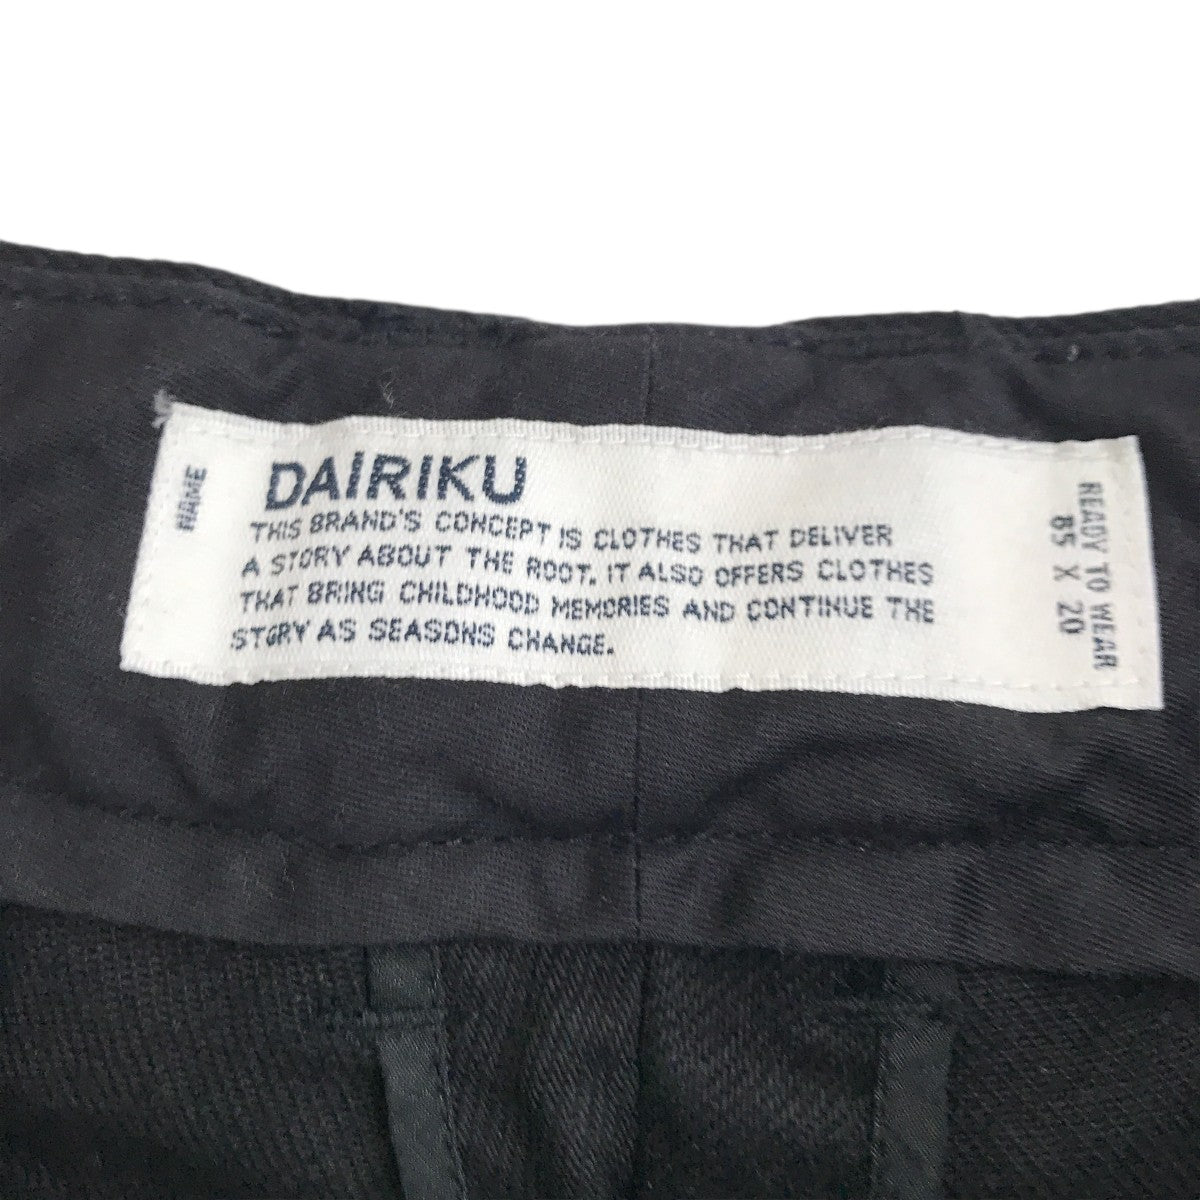 NAME
DAIRIKU
THIS BRAND'S CONCEPT IS CLOTHES THAT DELIVER
A STORY ABOUT THE ROOT. IT ALSO OFFERS CLOTHES
THAT BRING CHILDHOOD MEMORIES AND CONTINUE THE
STORY AS SEASONS CHANGE.
READY TO WEAR
85 X 20